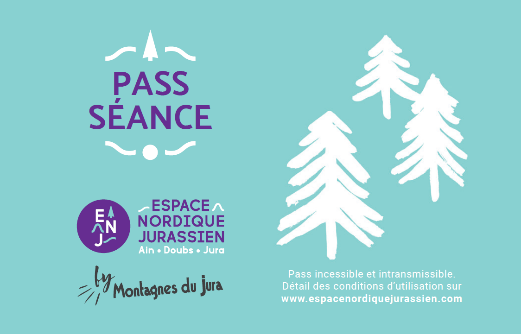 PASS
SÉANCE
E
N
J
ESPACE
NORDIQUE
JURASSIEN
Ain • Doubs • Jura
by
Montagnes du Jura
Pass incessible et intransmissible.
Détail des conditions d'utilisation sur
www.espacenordiquejurassien.com